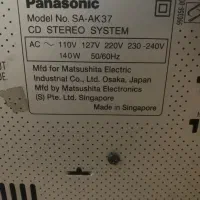 Panasonic
Model No. SA-AK37
CD STEREO SYSTEM
AC ~ 110V 127V 220V 230-240V
140W 50/60Hz
Mfd for Matsushita Electric
Industrial Co., Ltd. Osaka, Japan
Mfd by Matsushita Electronics
(S) Pte. Ltd. Singapore
Made in Singapore